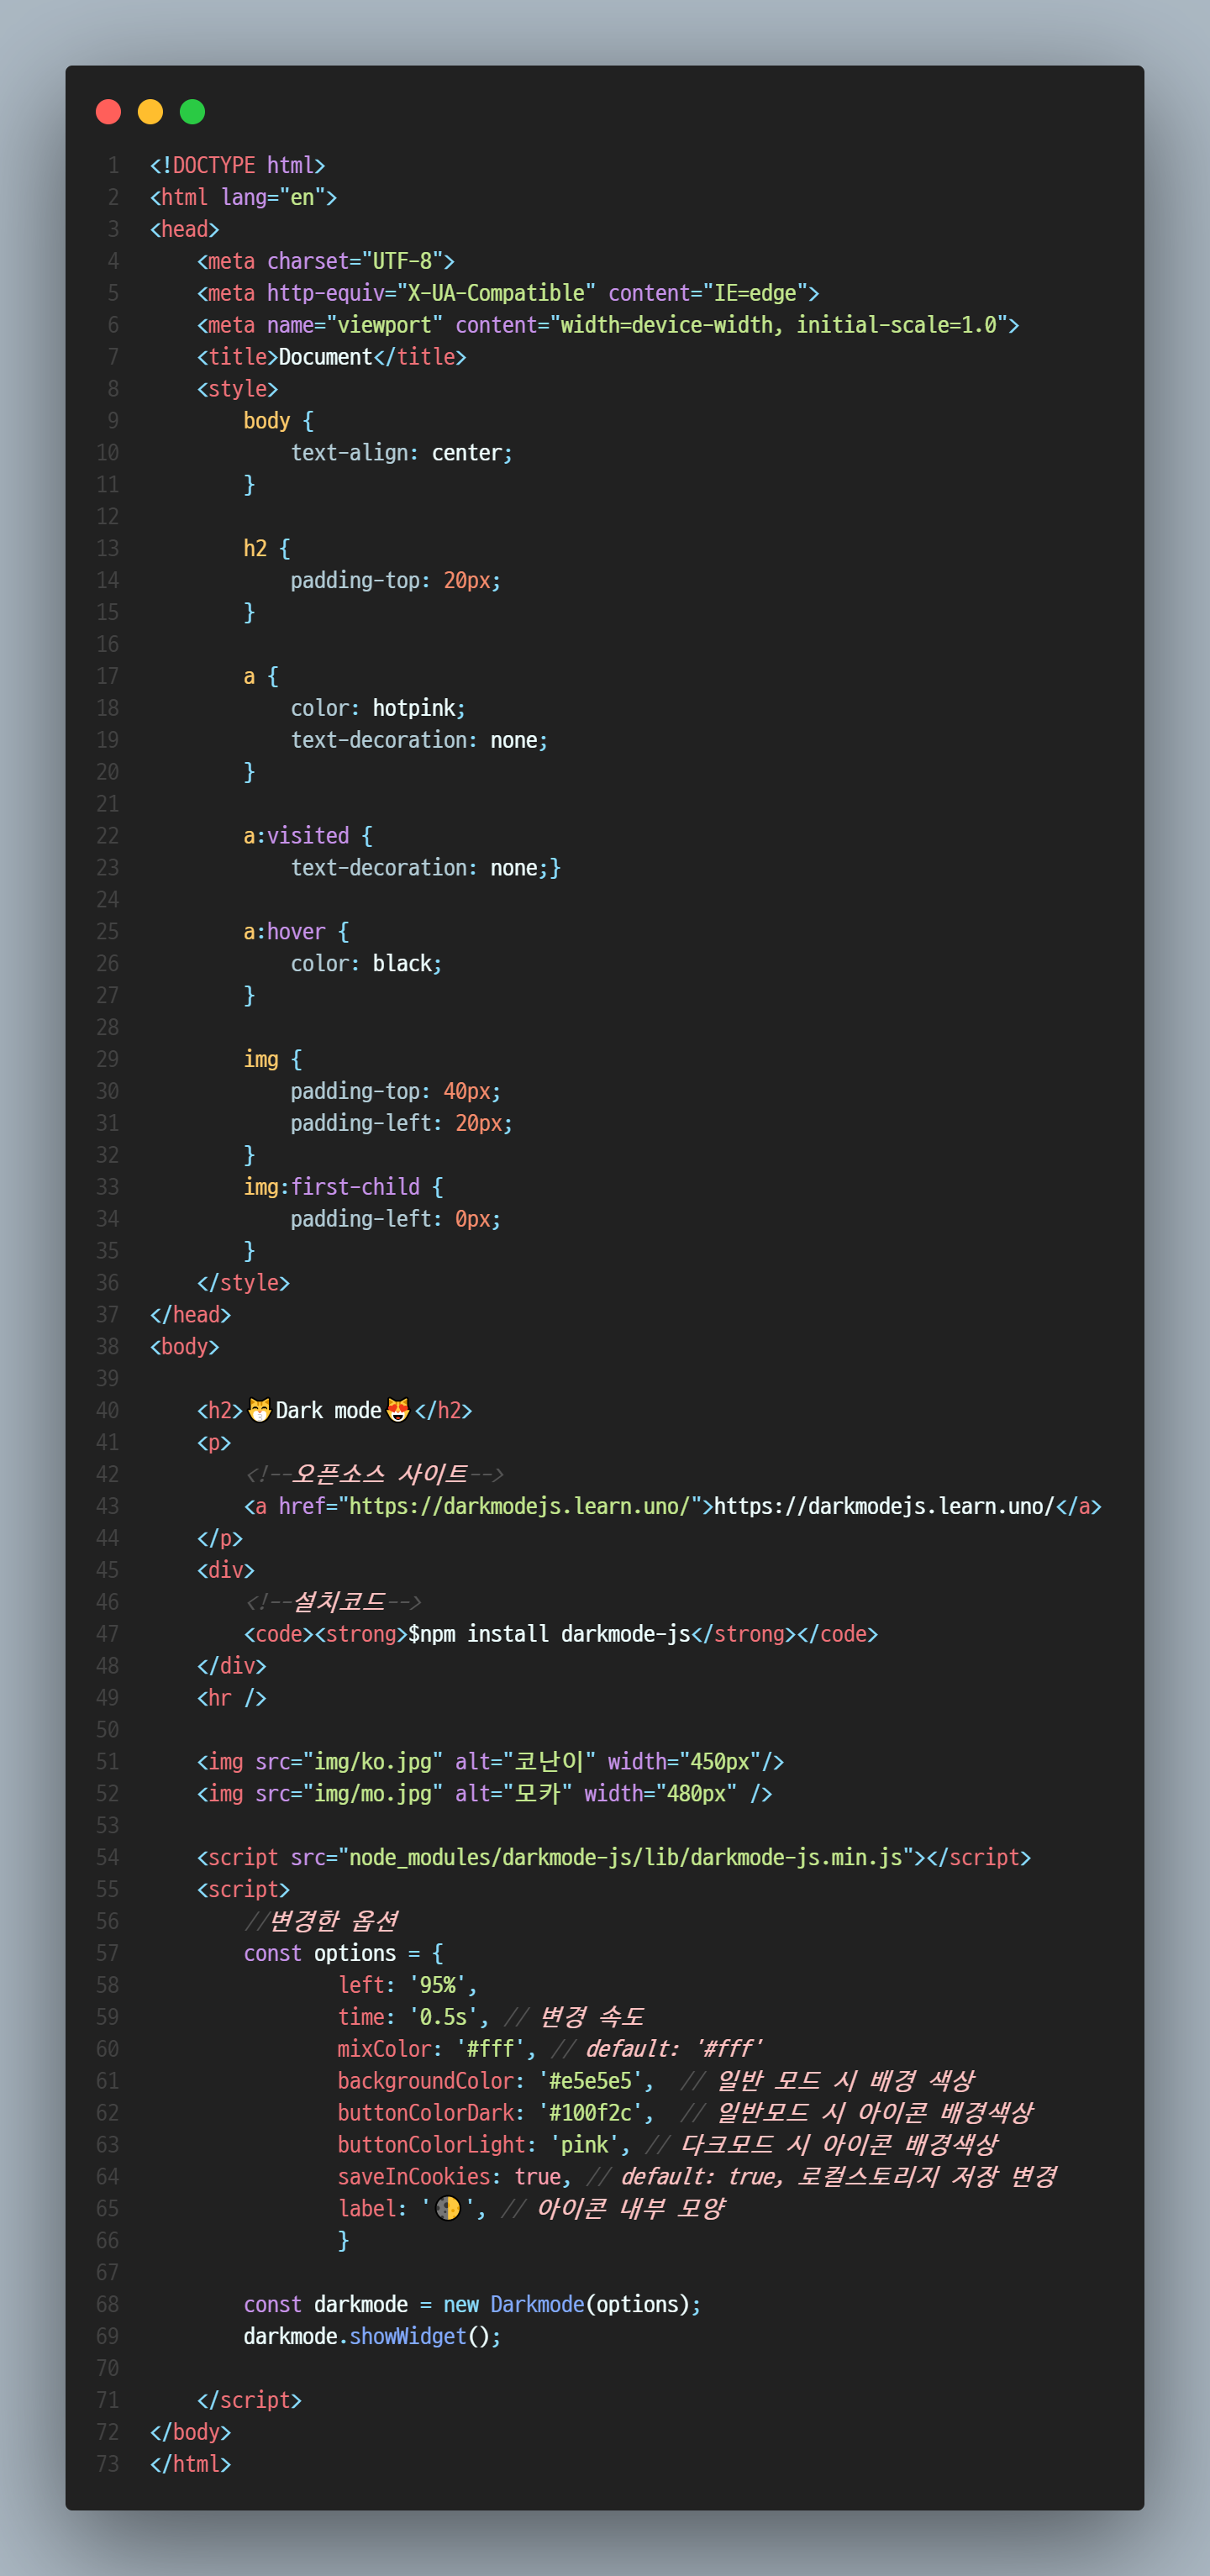 1 <!DOCTYPE html>
2 <html lang="en">
3 <head>
4     <meta charset="UTF-8">
5     <meta http-equiv="X-UA-Compatible" content="IE=edge">
6     <meta name="viewport" content="width=device-width, initial-scale=1.0">
7     <title>Document</title>
8     <style>
9         body {
10             text-align: center;
11         }
12
13         h2 {
14             padding-top: 20px;
15         }
16
17         a {
18             color: hotpink;
19             text-decoration: none;
20         }
21
22         a:visited {
23             text-decoration: none;}
24
25         a:hover {
26             color: black;
27         }
28
29         img {
30             padding-top: 40px;
31             padding-left: 20px;
32         }
33         img:first-child {
34             padding-left: 0px;
35         }
36     </style>
37 </head>
38 <body>
39
40     <h2>😸Dark mode😻</h2>
41     <p>
42         <!--오픈소스 사이트-->
43         <a href="https://darkmodejs.learn.uno/">https://darkmodejs.learn.uno/</a>
44     </p>
45     <div>
46         <!--설치코드-->
47         <code><strong>$npm install darkmode-js</strong></code>
48     </div>
49     <hr />
50
51     <img src="img/ko.jpg" alt="코난이" width="450px"/>
52     <img src="img/mo.jpg" alt="모카" width="480px" />
53
54     <script src="node_modules/darkmode-js/lib/darkmode-js.min.js"></script>
55     <script>
56         //변경한 옵션
57         const options = {
58                 left: '95%',
59                 time: '0.5s', // 변경 속도
60                 mixColor: '#fff', // default: '#fff'
61                 backgroundColor: '#e5e5e5',  // 일반 모드 시 배경 색상
62                 buttonColorDark: '#100f2c',  // 일반모드 시 아이콘 배경색상
63                 buttonColorLight: 'pink', // 다크모드 시 아이콘 배경색상
64                 saveInCookies: true, // default: true, 로컬스토리지 저장 변경
65                 label: '🌓', // 아이콘 내부 모양
66                 }
67
68         const darkmode = new Darkmode(options);
69         darkmode.showWidget();
70
71     </script>
72 </body>
73 </html>